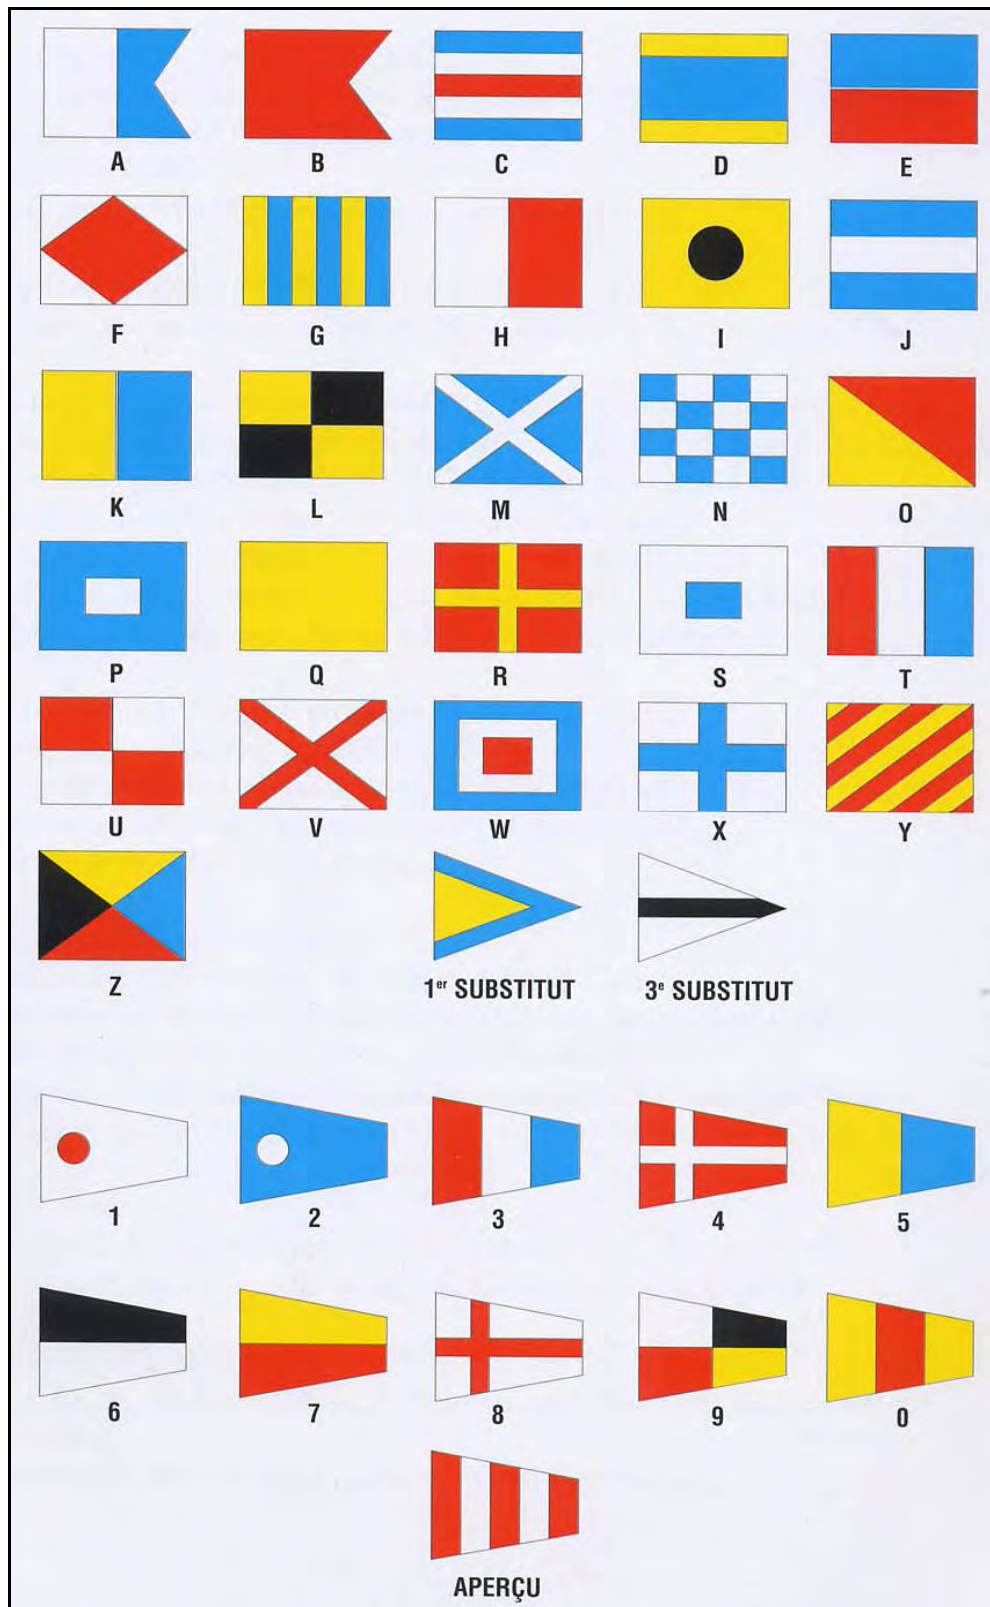 A B C D E
F G H I J
K L M N O
P Q R S T
U V W X Y
Z 1er SUBSTITUT 3e SUBSTITUT
1 2 3 4 5
6 7 8 9 0
APERÇU